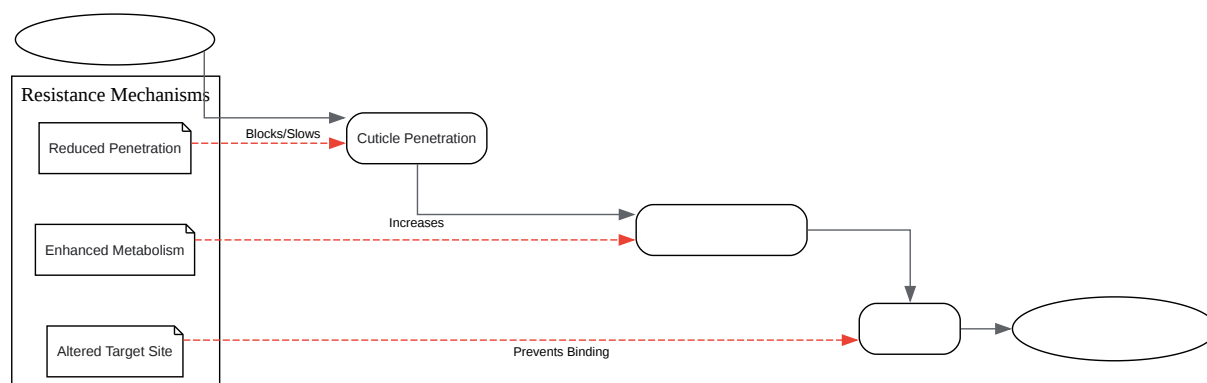 Resistance Mechanisms
Blocks/Slows
Cuticle Penetration
Reduced Penetration
Increases
Enhanced Metabolism
Altered Target Site
Prevents Binding